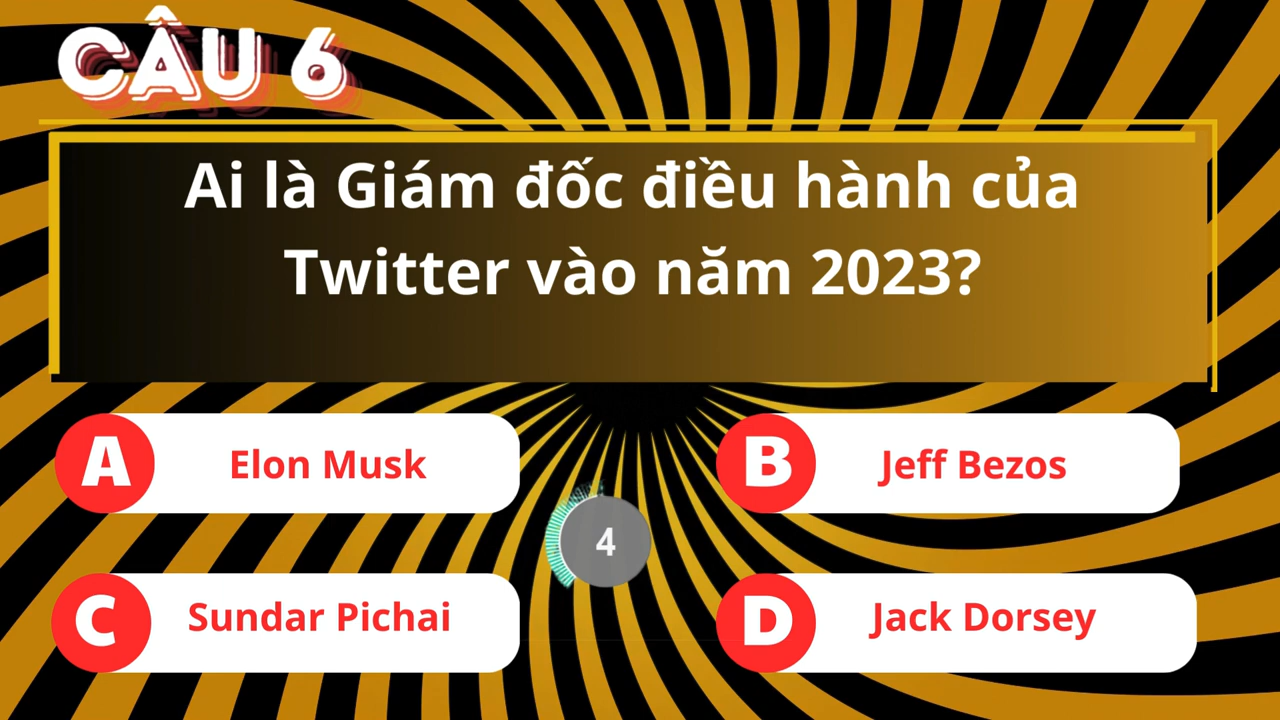 CÂU 6
Ai là Giám đốc điều hành của
Twitter vào năm 2023?
A Elon Musk
B Jeff Bezos
4
C Sundar Pichai
D Jack Dorsey